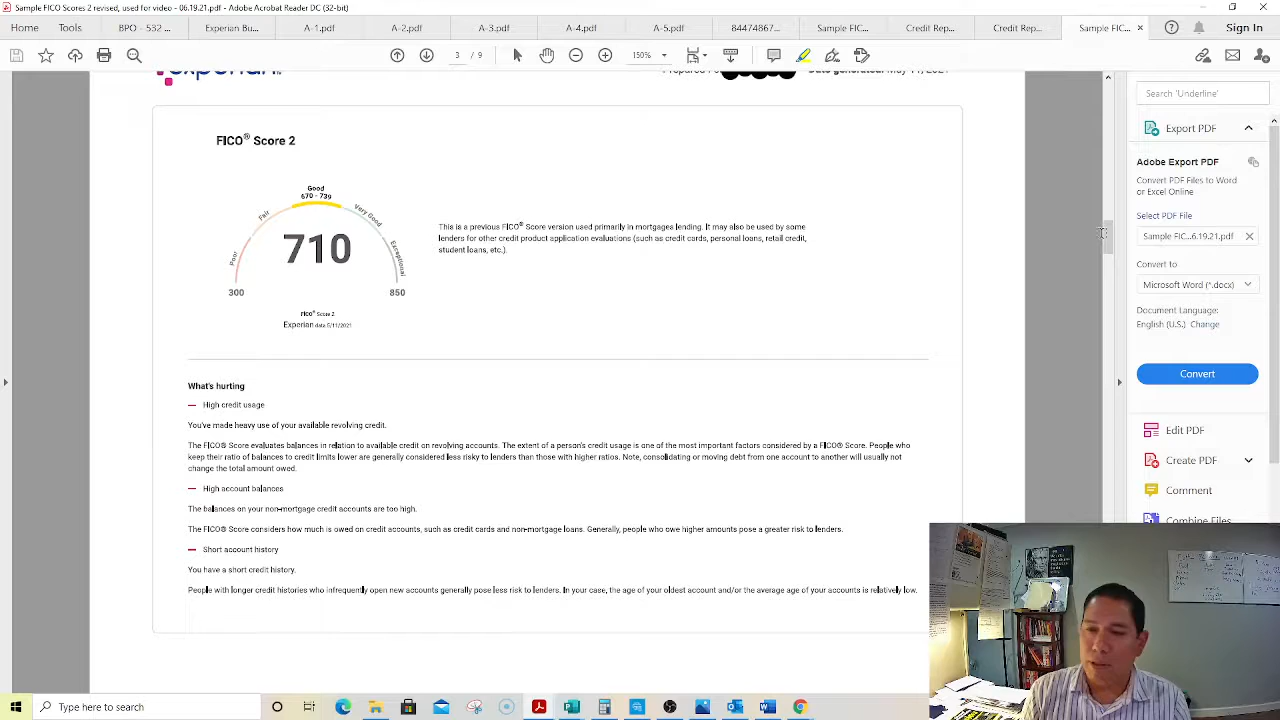 Sample FICO Scores 2 revised, used for video - 06.19.21.pdf - Adobe Acrobat Reader DC (32-bit)
Home Tools BPO - 532 ... Experian Bu... A-1.pdf A-2.pdf A-3.pdf A-4.pdf A-5.pdf 84474867... Sample FIC... Credit Rep... Credit Rep... Sample FIC... × Sign In
3 / 9 150%
experian
Prepared Date generated: May 11, 2021
FICO® Score 2
Good
670 - 739
Fair
Very Good
Poor
Exceptional
710
300
850
FICO® Score 2
Experian data 5/11/2021
This is a previous FICO® Score version used primarily in mortgages lending. It may also be used by some
lenders for other credit product application evaluations (such as credit cards, personal loans, retail credit,
student loans, etc.).
What's hurting
— High credit usage
You've made heavy use of your available revolving credit.
The FICO® Score evaluates balances in relation to available credit on revolving accounts. The extent of a person's credit usage is one of the most important factors considered by a FICO® Score. People who
keep their ratio of balances to credit limits lower are generally considered less risky to lenders than those with higher ratios. Note, consolidating or moving debt from one account to another will usually not
change the total amount owed.
— High account balances
The balances on your non-mortgage credit accounts are too high.
The FICO® Score considers how much is owed on credit accounts, such as credit cards and non-mortgage loans. Generally, people who owe higher amounts pose a greater risk to lenders.
— Short account history
You have a short credit history.
People with longer credit histories who infrequently open new accounts generally pose less risk to lenders. In your case, the age of your oldest account and/or the average age of your accounts is relatively low.
Search 'Underline'
Export PDF
Adobe Export PDF
Convert PDF Files to Word
or Excel Online
Select PDF File
Sample FIC...6.19.21.pdf ×
Convert to
Microsoft Word (*.docx)
Document Language:
English (U.S.) Change
Convert
Edit PDF
Create PDF
Comment
Combine Files
Type here to search